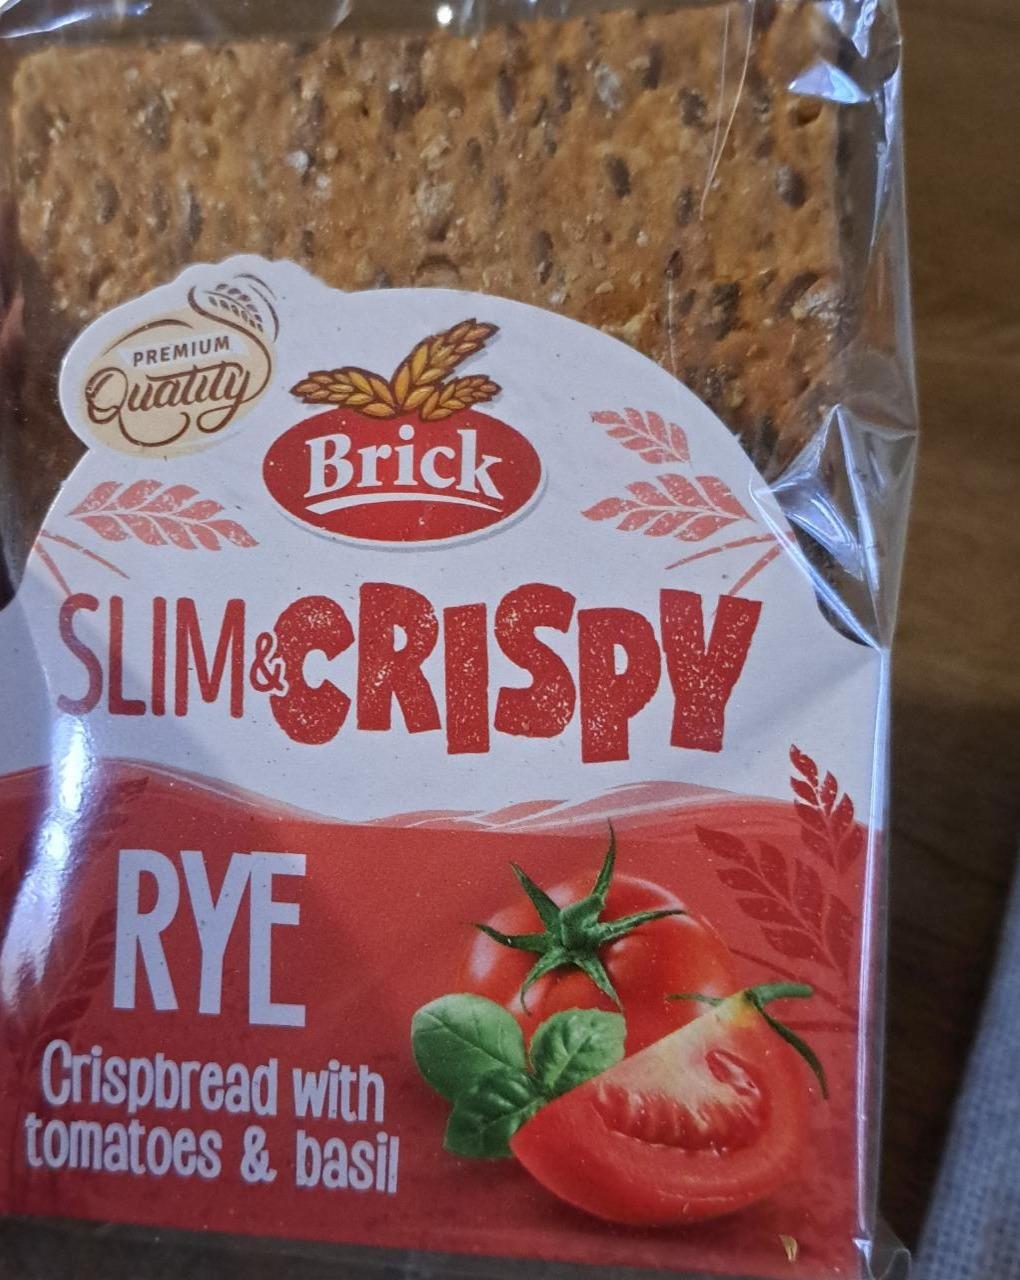 PREMIUM
Quality
Brick
SLIM & CRISPY
RYE
Crispbread with
tomatoes & basil